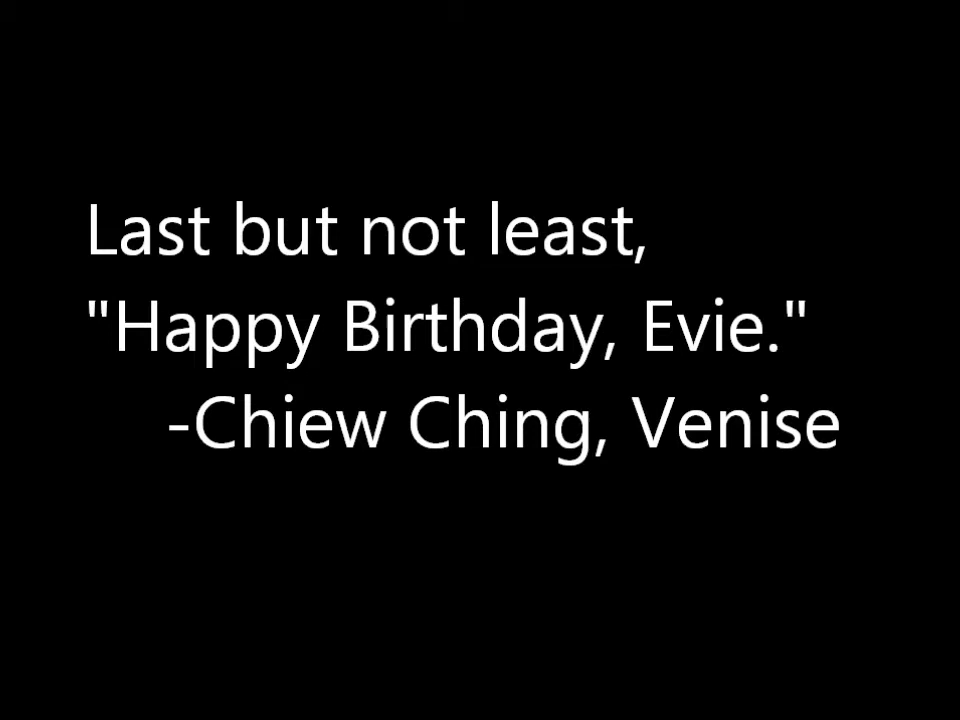 Last but not least,
"Happy Birthday, Evie."
-Chiew Ching, Venise